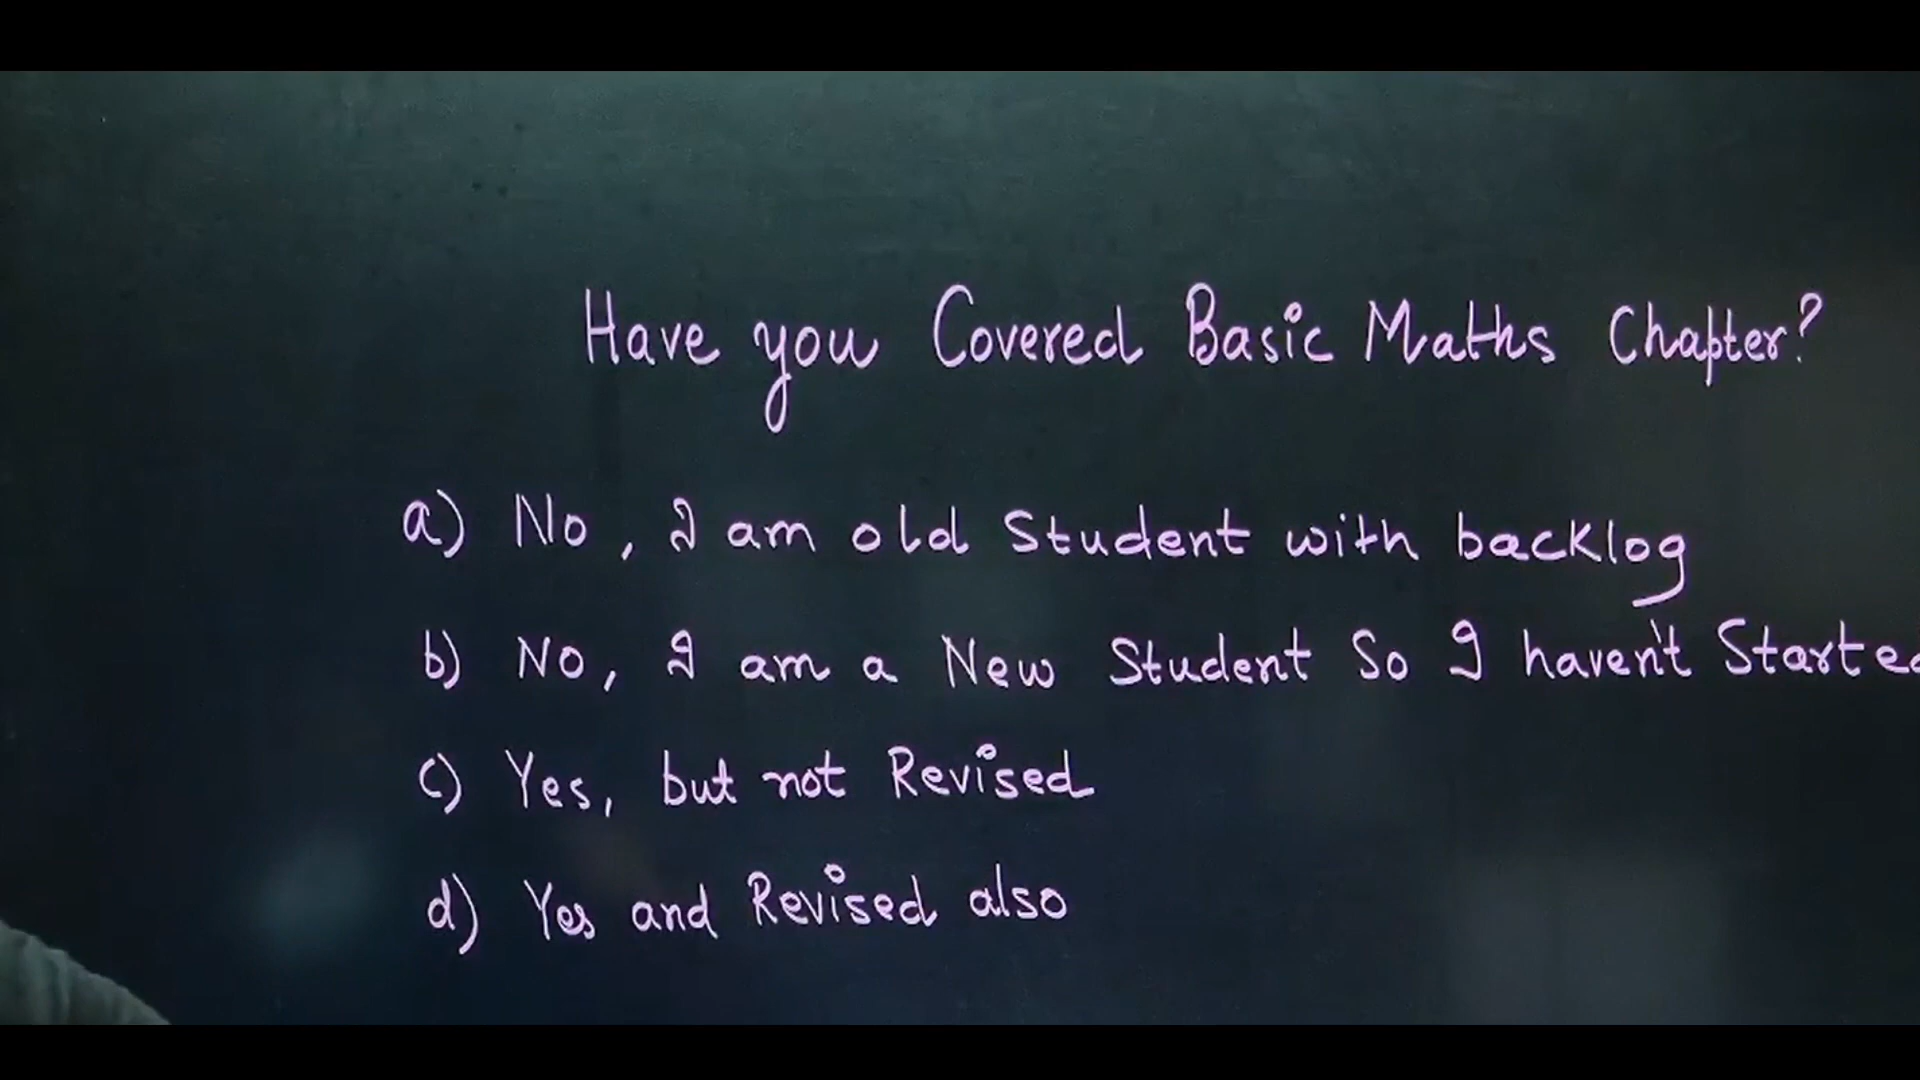 Have you Covered Basic Maths Chapter?
a) No, I am old Student with backlog
b) No, I am a New Student So I haven't Started
c) Yes, but not Revised
d) Yes and Revised also